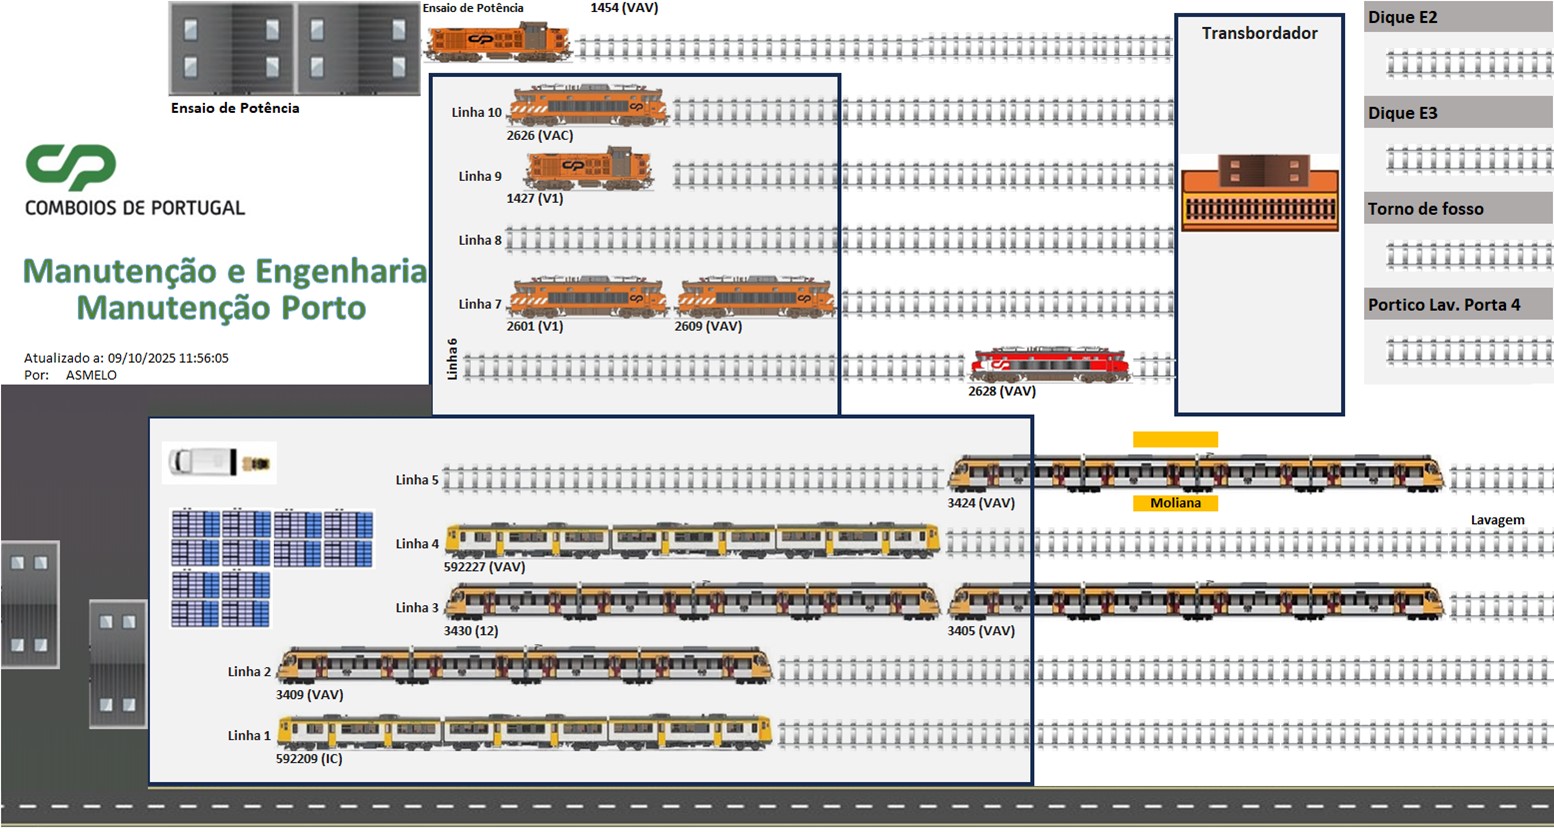 Ensaio de Potência
1454 (VAV)
Ensaio de Potência
Transbordador
Dique E2
Dique E3
Torno de fosso
Portico Lav. Porta 4
Linha 10
2626 (VAC)
Linha 9
1427 (V1)
Linha 8
Linha 7
2601 (V1)
2609 (VAV)
Linha 6
2628 (VAV)
CP
COMBOIOS DE PORTUGAL
Manutenção e Engenharia
Manutenção Porto
Atualizado a: 09/10/2025 11:56:05
Por: ASMELO
Linha 5
3424 (VAV)
Moliana
Lavagem
Linha 4
592227 (VAV)
Linha 3
3430 (12)
3405 (VAV)
Linha 2
3409 (VAV)
Linha 1
592209 (IC)